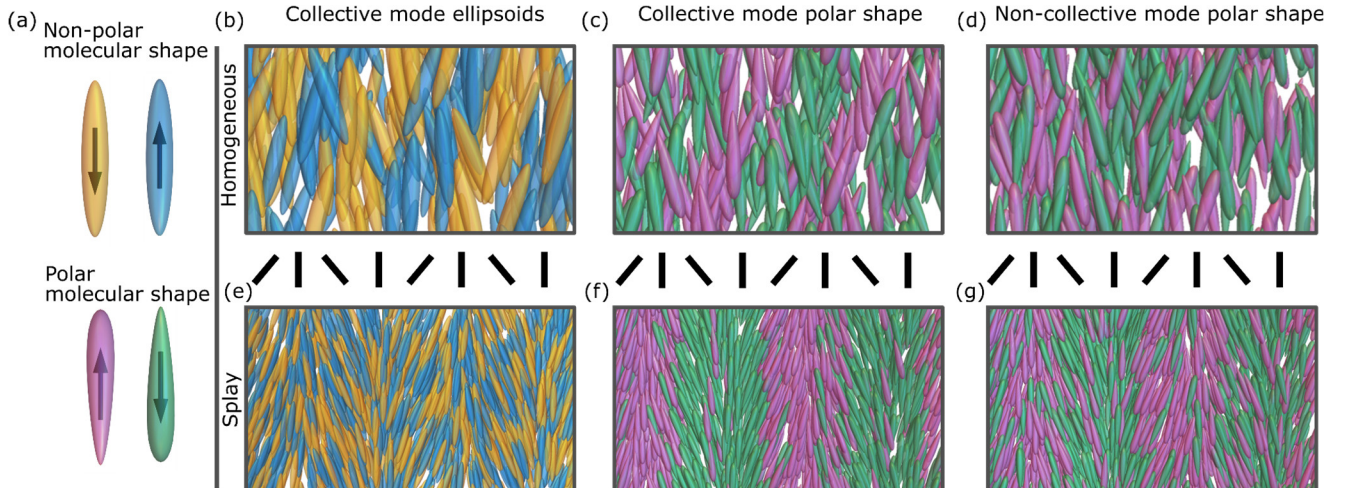 (a)
Non-polar
molecular shape
Polar
molecular shape
(b)
Collective mode ellipsoids
(c)
Collective mode polar shape
(d)
Non-collective mode polar shape
Homogeneous
(e)
(f)
(g)
Splay